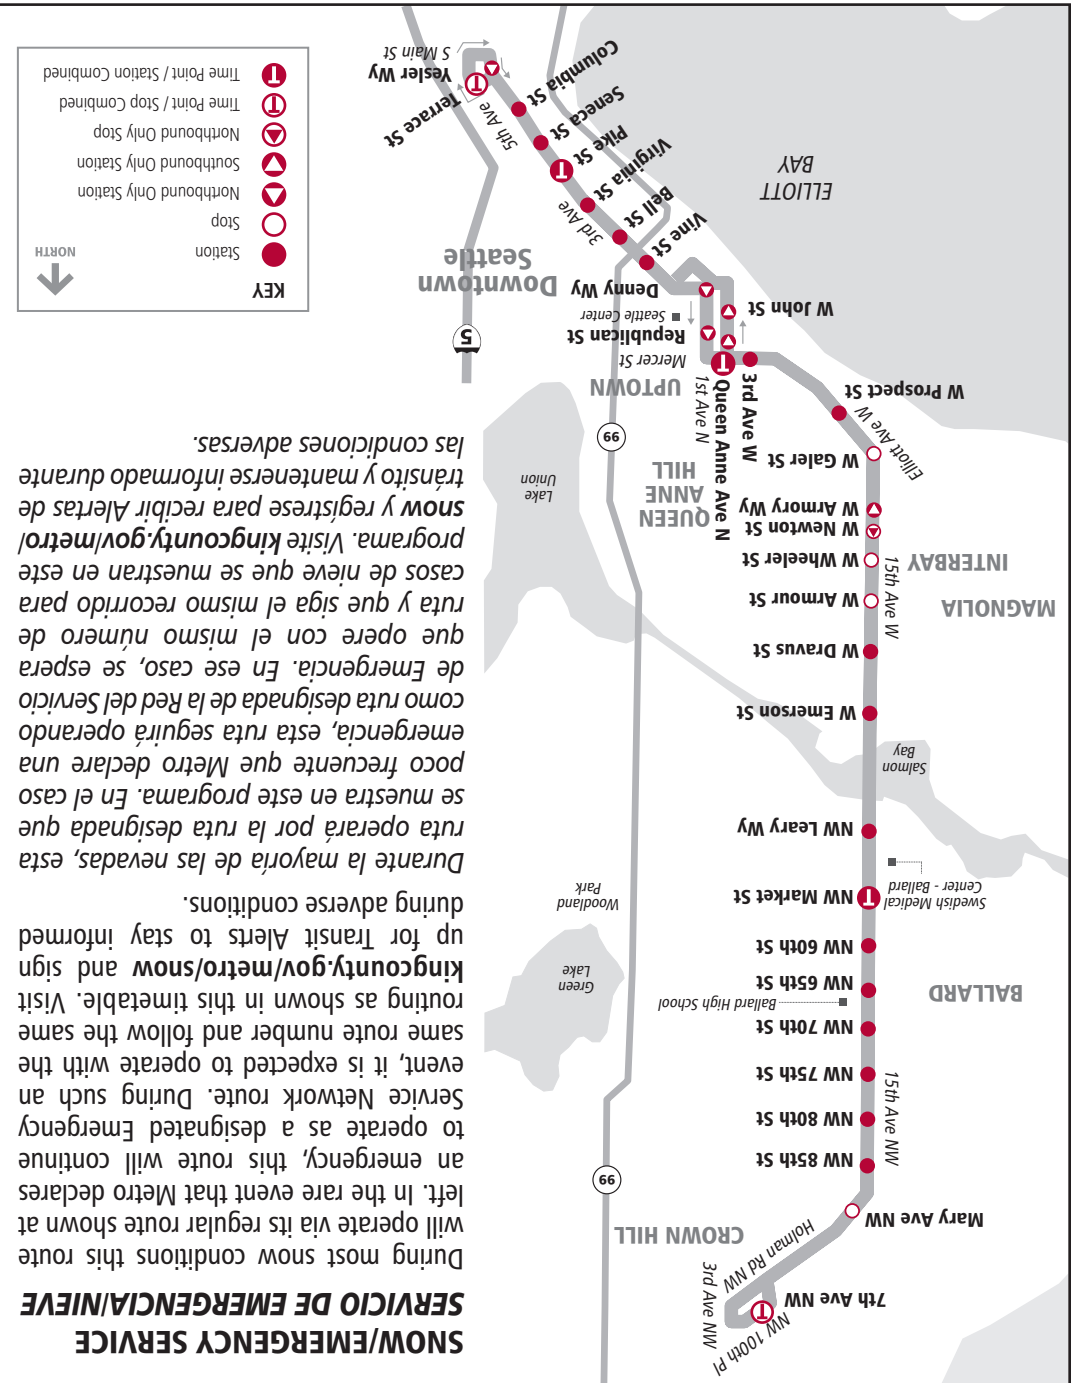 SNOW/EMERGENCY SERVICE
SERVICIO DE EMERGENCIA/NIEVE
During most snow conditions this route
will operate via its regular route shown at
left. In the rare event that Metro declares
an emergency, this route will continue
to operate as a designated Emergency
Service Network route. During such an
event, it is expected to operate with the
same route number and follow the same
routing as shown in this timetable. Visit
kingcounty.gov/metro/snow and sign
up for Transit Alerts to stay informed
during adverse conditions.
Durante la mayoría de las nevadas, esta
ruta operará por la ruta designada que
se muestra en este programa. En el caso
poco frecuente que Metro declare una
emergencia, esta ruta seguirá operando
como ruta designada de la Red del Servicio
de Emergencia. En ese caso, se espera
que opere con el mismo número de
ruta y que siga el mismo recorrido para
casos de nieve que se muestran en este
programa. Visite kingcounty.gov/metro/
snow y regístrese para recibir Alertas de
tránsito y mantenerse informado durante
las condiciones adversas.
NW 100th Pl
7th Ave NW
3rd Ave NW
Holman Rd NW
CROWN HILL
Mary Ave NW
99
NW 85th St
NW 80th St
15th Ave NW
NW 75th St
NW 70th St
Ballard High School
NW 65th St
BALLARD
NW 60th St
Green
Lake
Woodland
Park
NW Market St
Swedish Medical
Center - Ballard
NW Leary Wy
Salmon
Bay
W Emerson St
W Dravus St
MAGNOLIA
W Armour St
15th Ave W
INTERBAY
W Wheeler St
W Newton St
W Armory Wy
QUEEN
ANNE
HILL
Lake
Union
W Galer St
Elliott Ave W
99
W Prospect St
3rd Ave W
Queen Anne Ave N
1st Ave N
UPTOWN
Mercer St
Republican St
Seattle Center
W John St
Denny Wy
5
Downtown
Seattle
Vine St
Bell St
3rd Ave
Virginia St
Pike St
Seneca St
Columbia St
5th Ave
Terrace St
Yesler Wy
S Main St
ELLIOTT
BAY
KEY
NORTH
Station
Stop
Northbound Only Station
Southbound Only Station
Northbound Only Stop
Time Point / Stop Combined
Time Point / Station Combined